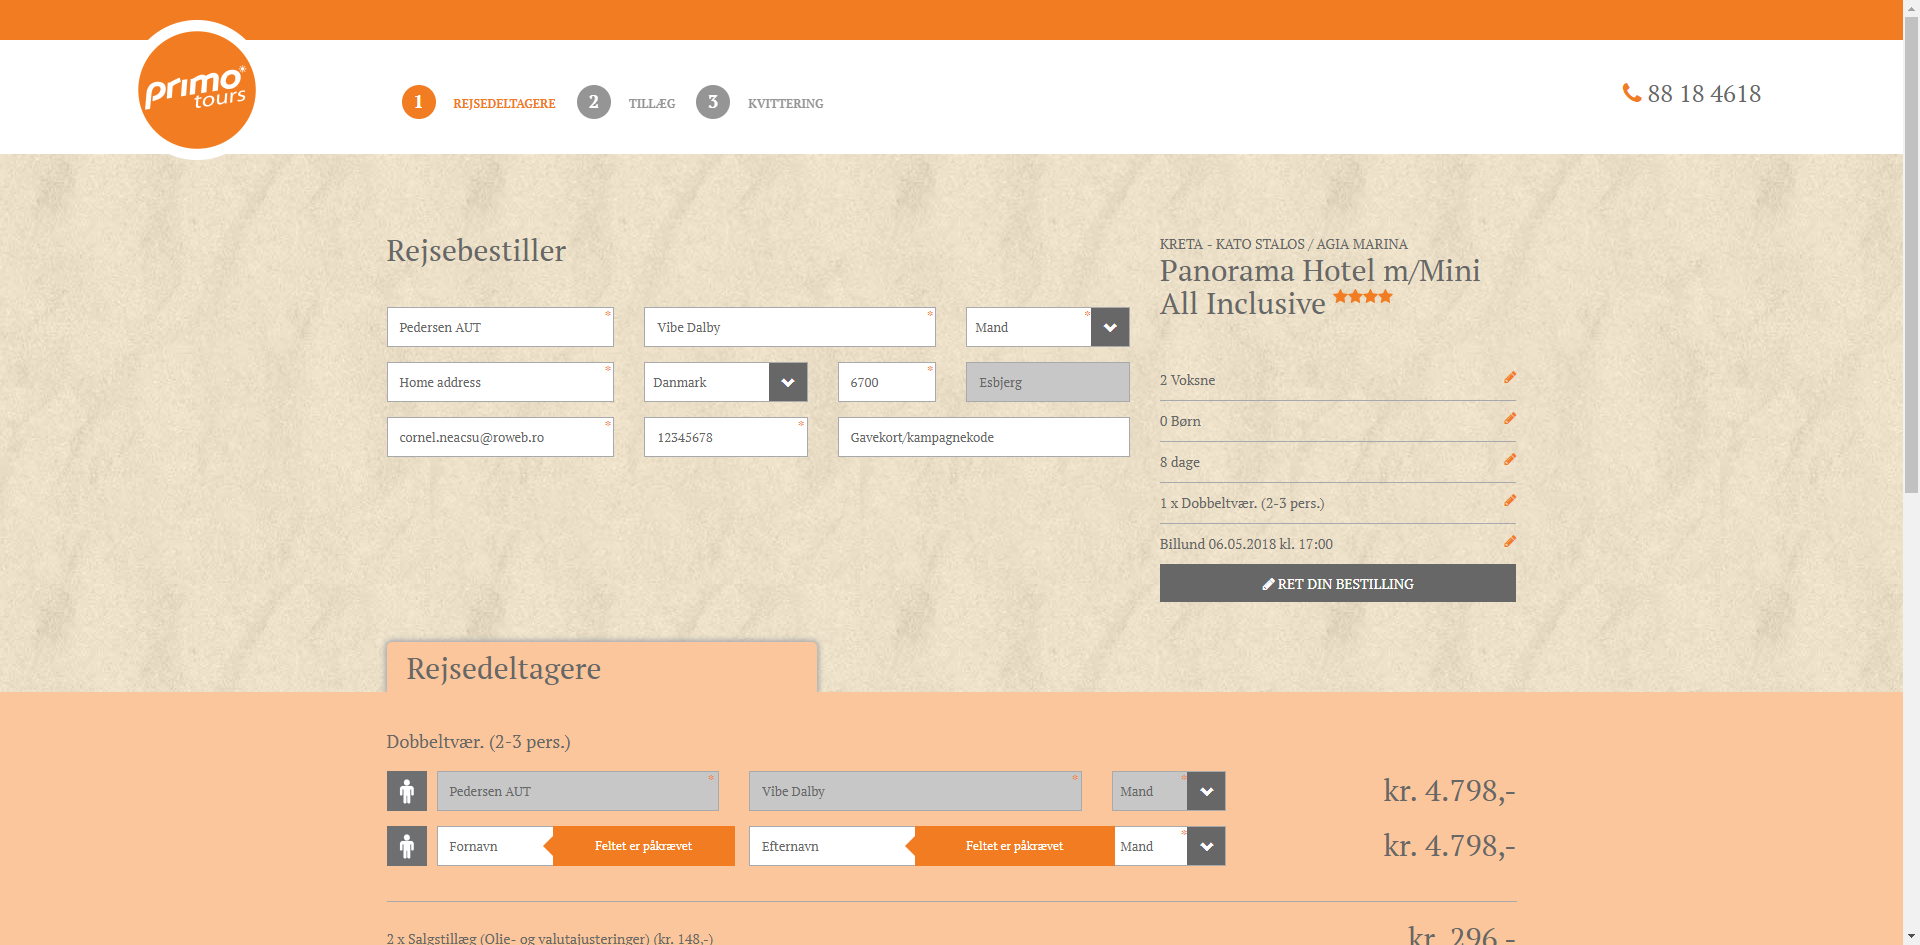 primo
tours
1 REJSEDELTAGERE 2 TILLÆG 3 KVITTERING
88 18 4618
Rejsebestiller
Pedersen AUT * Vibe Dalby * Mand *
Home address * Danmark 6700 * Esbjerg
cornel.neacsu@roweb.ro * 12345678 * Gavekort/kampagnekode
KRETA - KATO STALOS / AGIA MARINA
Panorama Hotel m/Mini
All Inclusive
2 Voksne
0 Børn
8 dage
1 x Dobbeltvær. (2-3 pers.)
Billund 06.05.2018 kl. 17:00
RET DIN BESTILLING
Rejsedeltagere
Dobbeltvær. (2-3 pers.)
Pedersen AUT * Vibe Dalby * Mand * kr. 4.798,-
Fornavn Feltet er påkrævet Efternavn Feltet er påkrævet Mand * kr. 4.798,-
2 x Salgstillæg (Olie- og valutajusteringer) (kr. 148,-) kr. 296,-